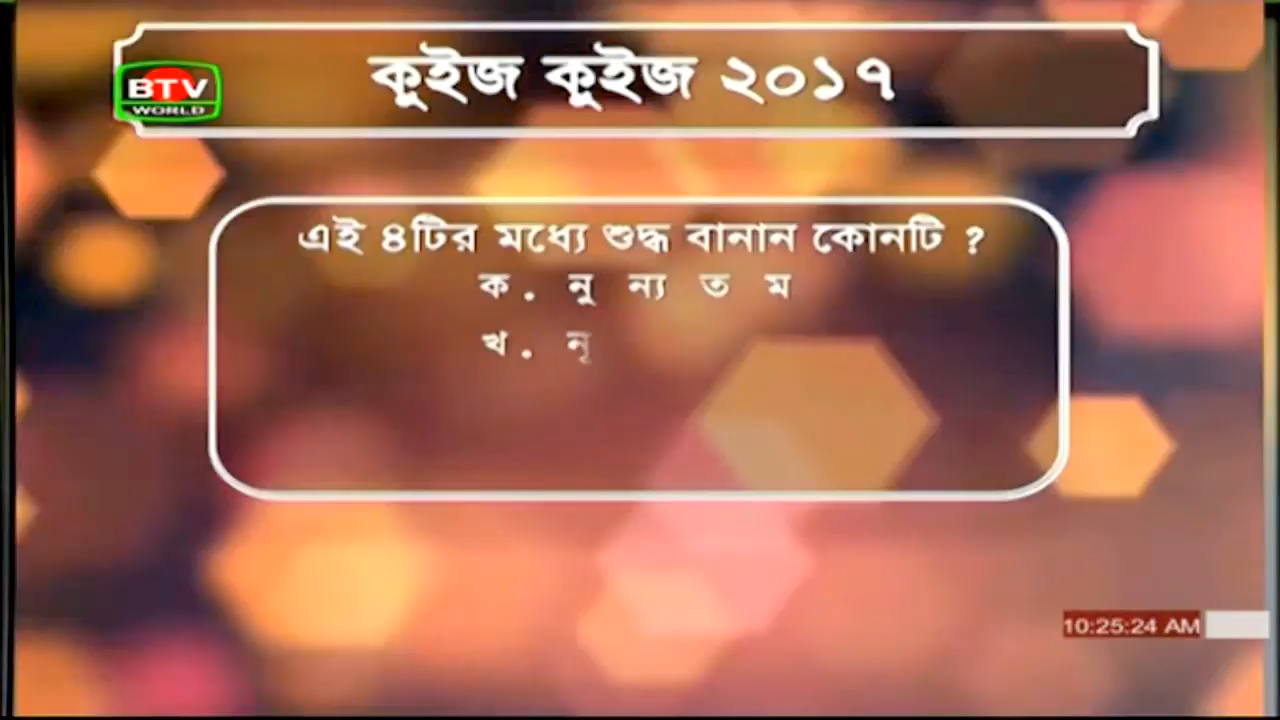 কুইজ কুইজ ২০১৭
BTV
WORLD
এই ৪টির মধ্যে শুদ্ধ বানান কোনটি ?
ক . নু ন্য ত ম
খ . নূ
10:25:24 AM